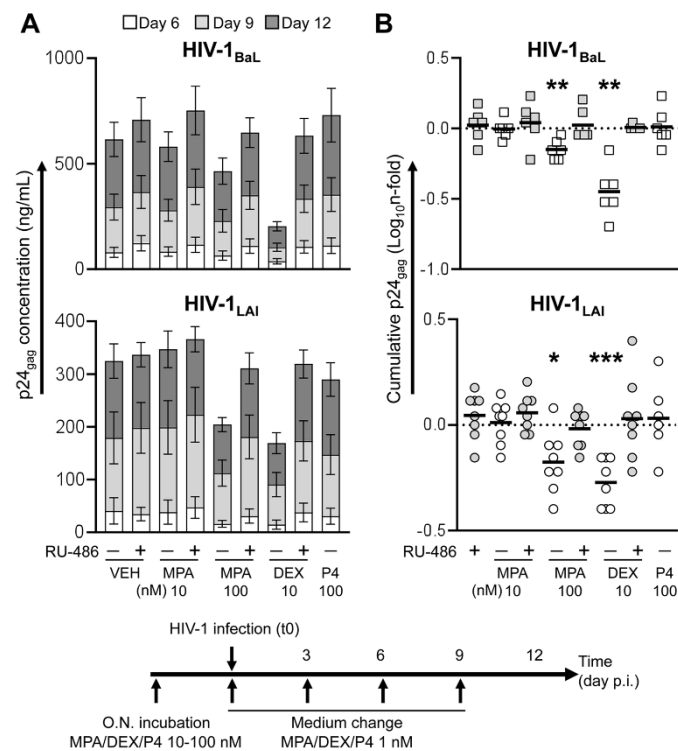 A
Day 6 Day 9 Day 12
HIV-1BaL
1000
500
0
HIV-1LAI
400
300
200
100
0
p24gag concentration (ng/mL)
RU-486 – + – + – + – + –
VEH MPA MPA DEX P4
(nM) 10 100 10 100
B
HIV-1BaL
0.5
** **
0.0
-0.5
-1.0
HIV-1LAI
0.5
* ***
0.0
-0.5
Cumulative p24gag (Log10n-fold)
RU-486 + – + – + – + –
MPA MPA DEX P4
(nM) 10 100 10 100
HIV-1 infection (t0)
3 6 9 12 Time
(day p.i.)
O.N. incubation Medium change
MPA/DEX/P4 10-100 nM MPA/DEX/P4 1 nM